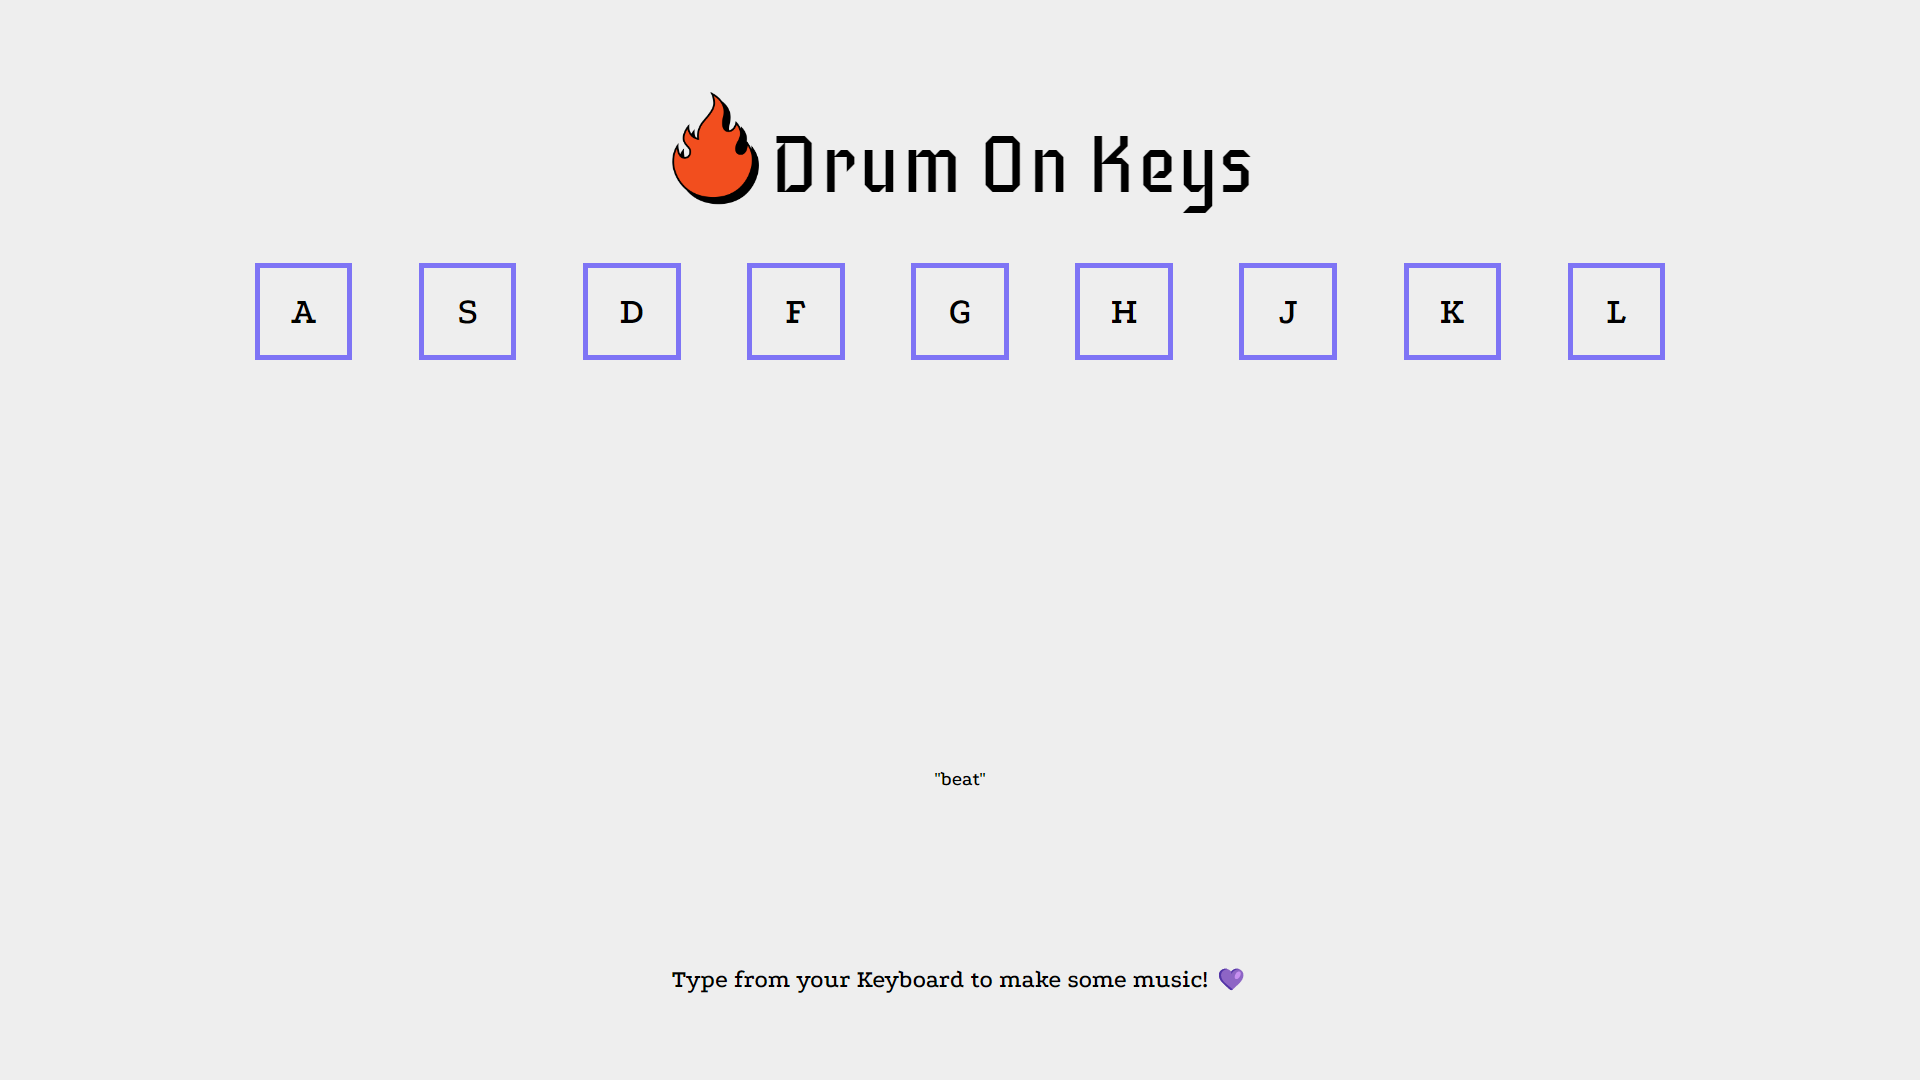 Drum On Keys
A S D F G H J K L
"beat"
Type from your Keyboard to make some music! 💜